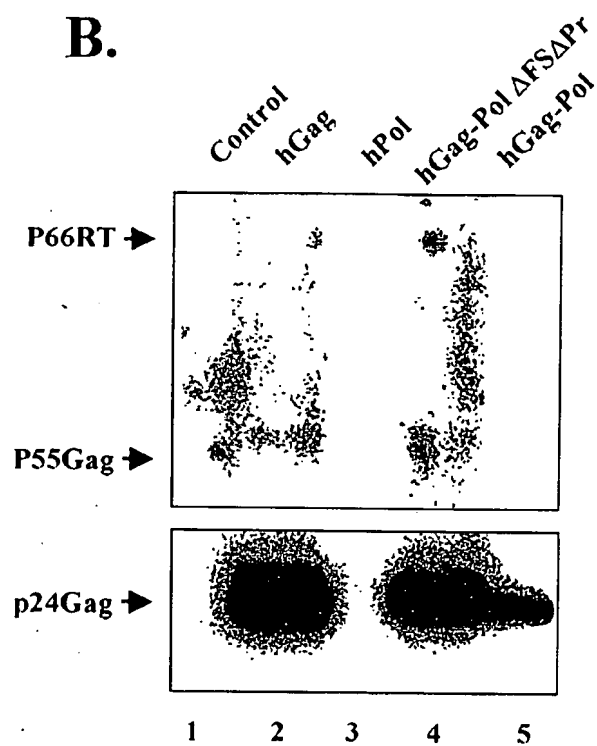 B.
Control
hGag
hPol
hGag-Pol ΔFSΔPr
hGag-Pol
P66RT
P55Gag
p24Gag
1 2 3 4 5